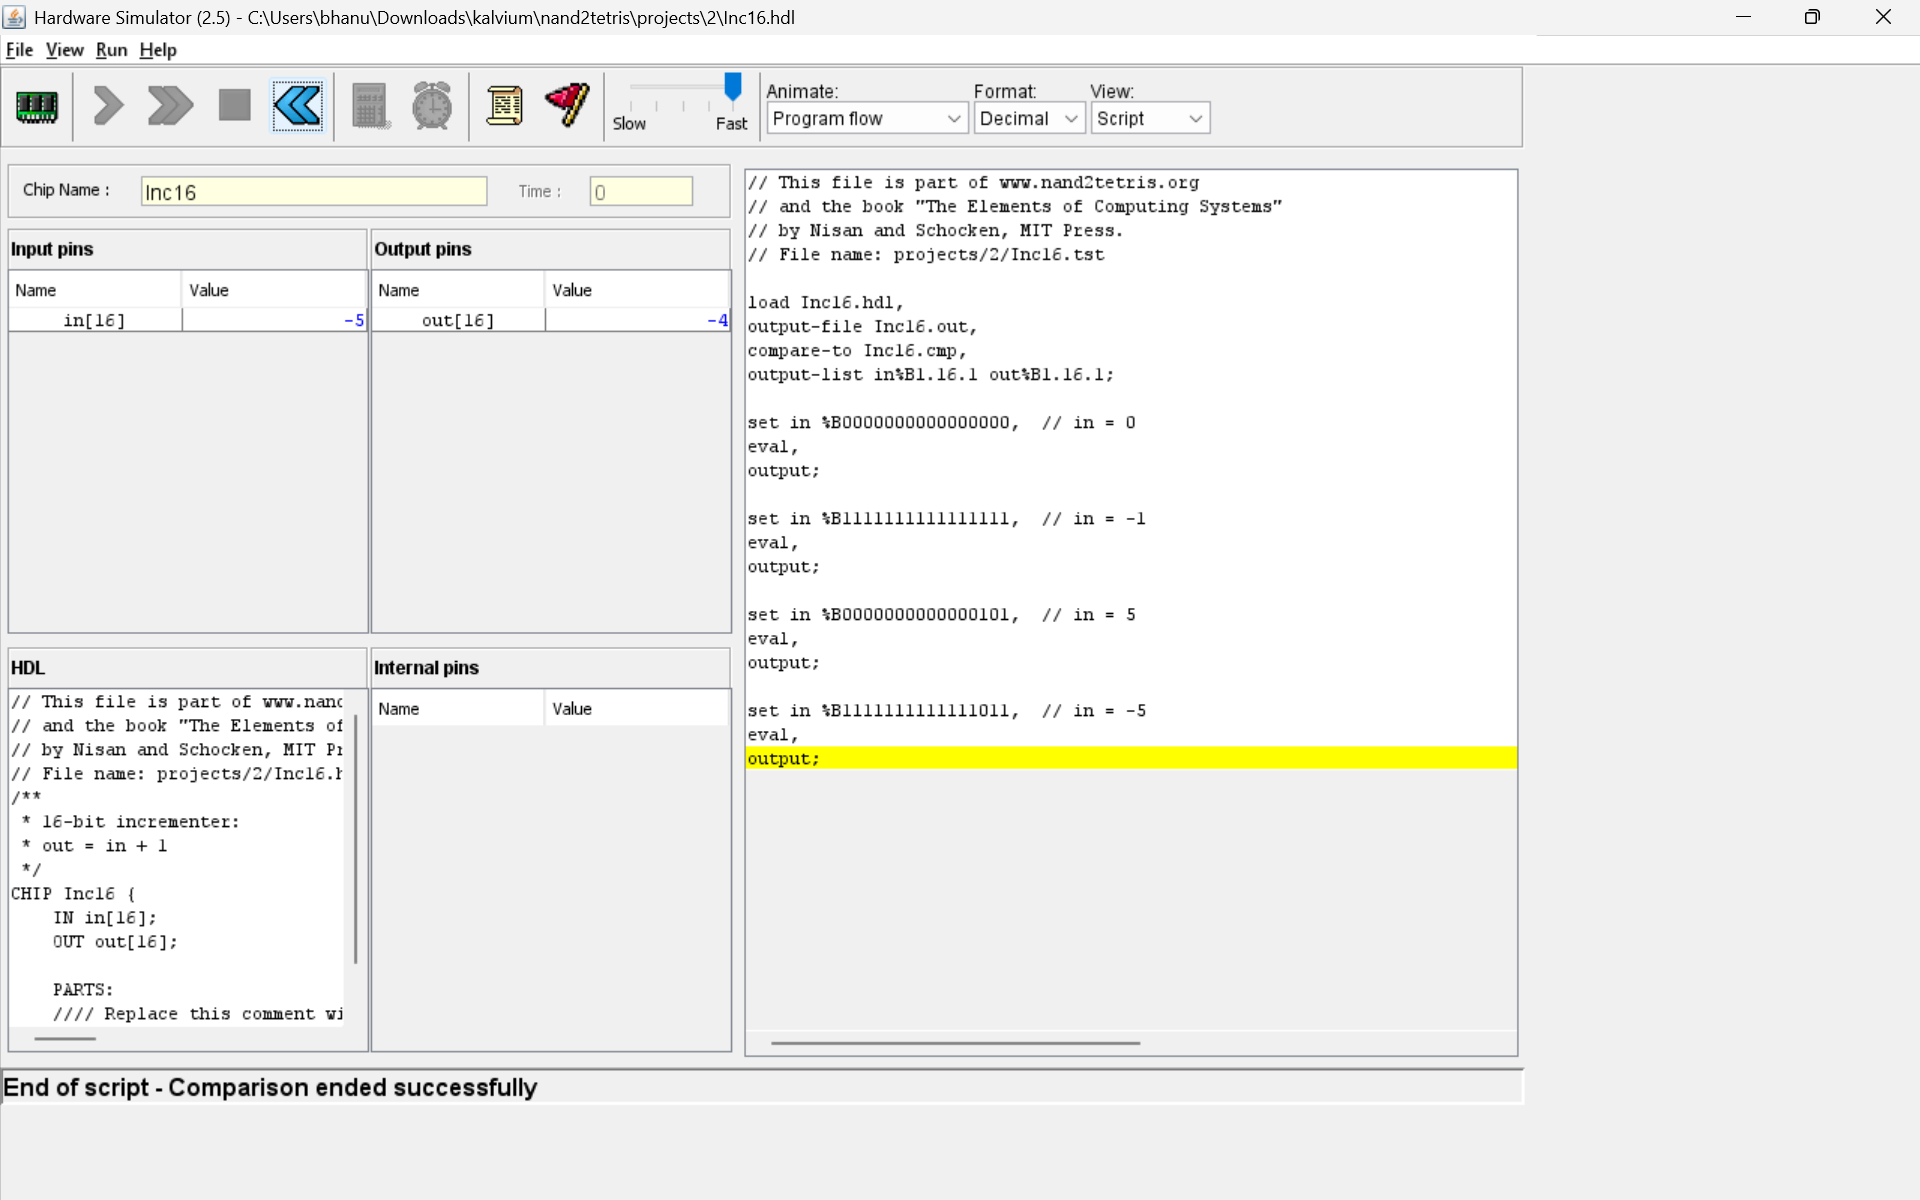 Hardware Simulator (2.5) - C:\Users\bhanu\Downloads\kalvium\nand2tetris\projects\2\Inc16.hdl
File View Run Help
Slow Fast
Animate: Format: View:
Program flow Decimal Script
Chip Name : Inc16 Time : 0
Input pins
Name Value
in[16] -5
Output pins
Name Value
out[16] -4
HDL
// This file is part of www.nand
// and the book "The Elements of
// by Nisan and Schocken, MIT Pr
// File name: projects/2/Inc16.h
/**
* 16-bit incrementer:
* out = in + 1
*/
CHIP Inc16 {
IN in[16];
OUT out[16];
PARTS:
//// Replace this comment wi
Internal pins
Name Value
// This file is part of www.nand2tetris.org
// and the book "The Elements of Computing Systems"
// by Nisan and Schocken, MIT Press.
// File name: projects/2/Inc16.tst
load Inc16.hdl,
output-file Inc16.out,
compare-to Inc16.cmp,
output-list in%B1.16.1 out%B1.16.1;
set in %B0000000000000000, // in = 0
eval,
output;
set in %B1111111111111111, // in = -1
eval,
output;
set in %B0000000000000101, // in = 5
eval,
output;
set in %B1111111111111011, // in = -5
eval,
output;
End of script - Comparison ended successfully